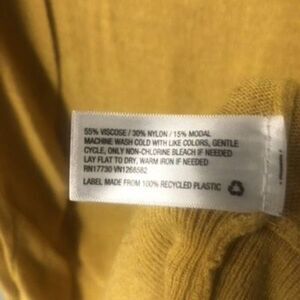 55% VISCOSE / 30% NYLON / 15% MODAL
MACHINE WASH COLD WITH LIKE COLORS, GENTLE
CYCLE, ONLY NON-CHLORINE BLEACH IF NEEDED
LAY FLAT TO DRY, WARM IRON IF NEEDED
RN17730 VN1268582
LABEL MADE FROM 100% RECYCLED PLASTIC